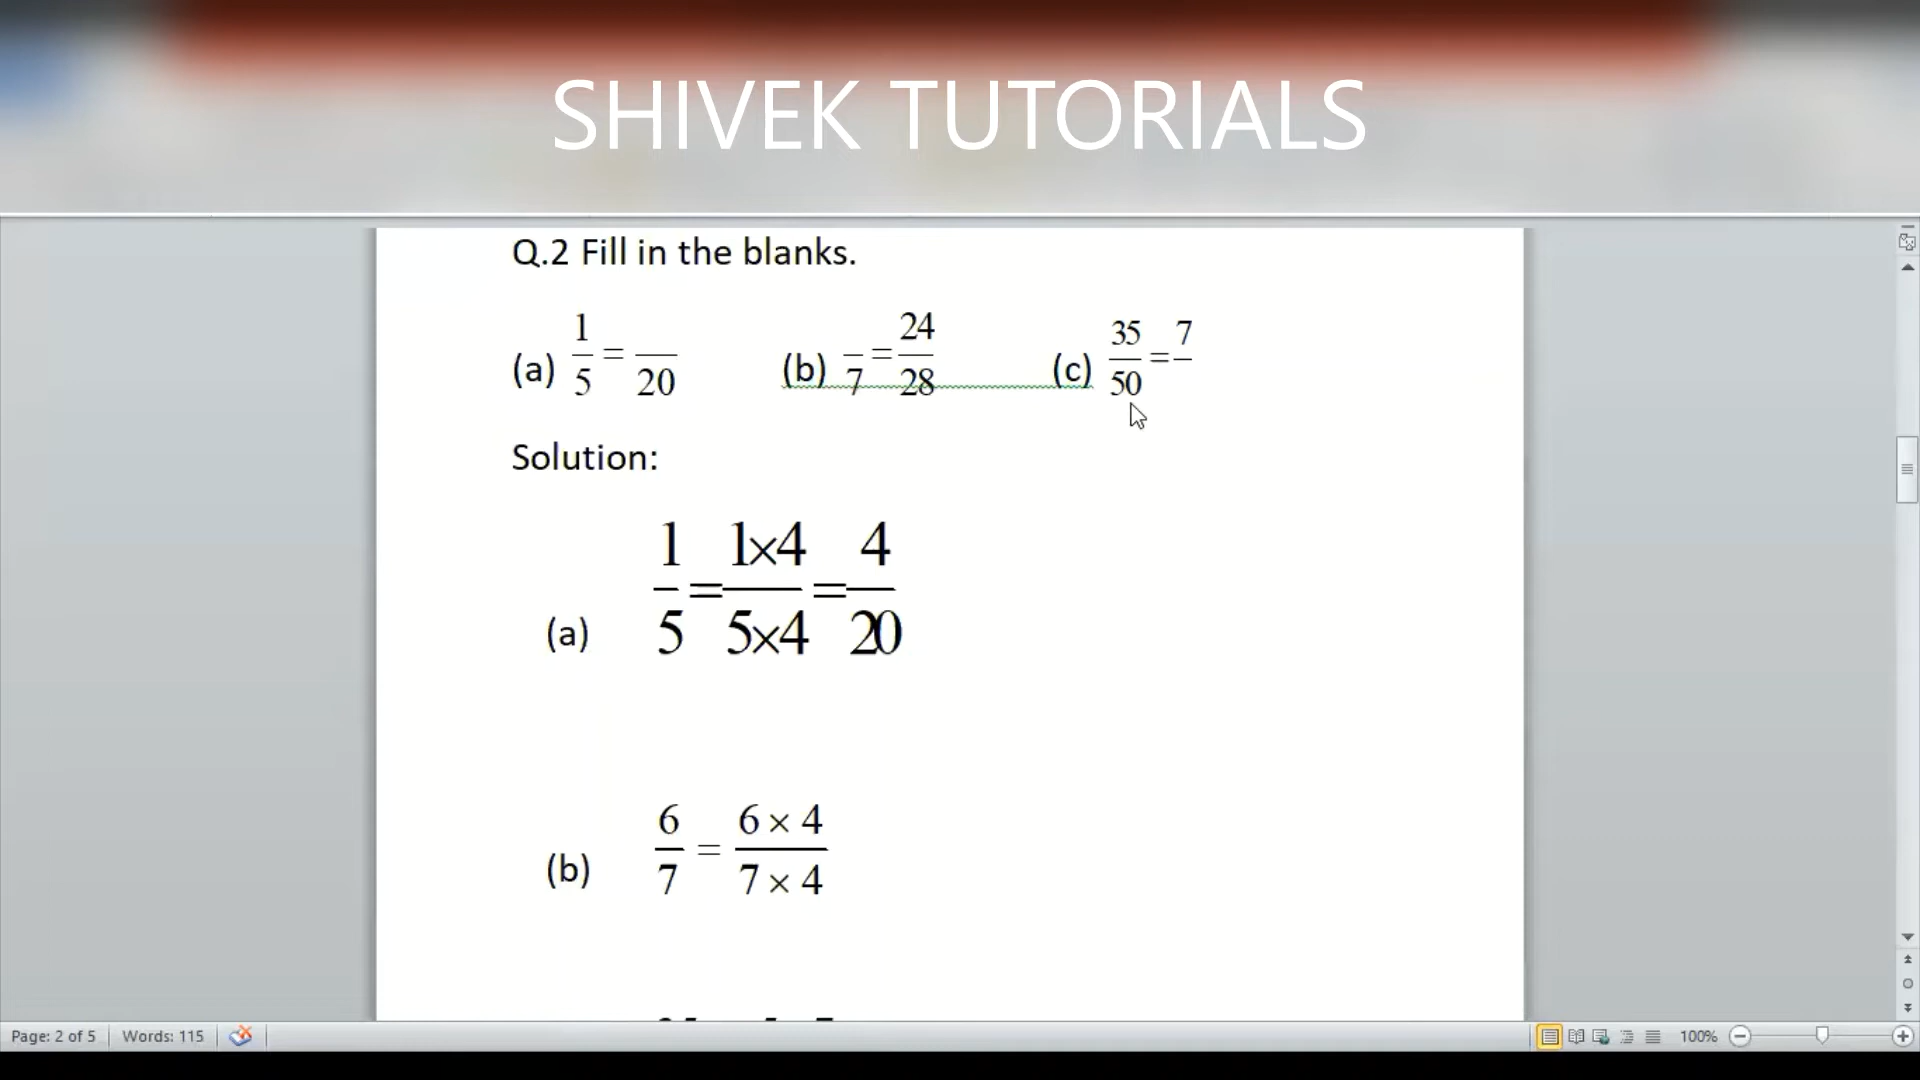 SHIVEK TUTORIALS
Q.2 Fill in the blanks.
(a) 1/5 = /20 (b) /7 = 24/28 (c) 35/50 = 7/
Solution:
(a) 1/5 = 1×4/5×4 = 4/20
(b) 6/7 = 6 × 4/7 × 4
Page: 2 of 5 Words: 115 100%